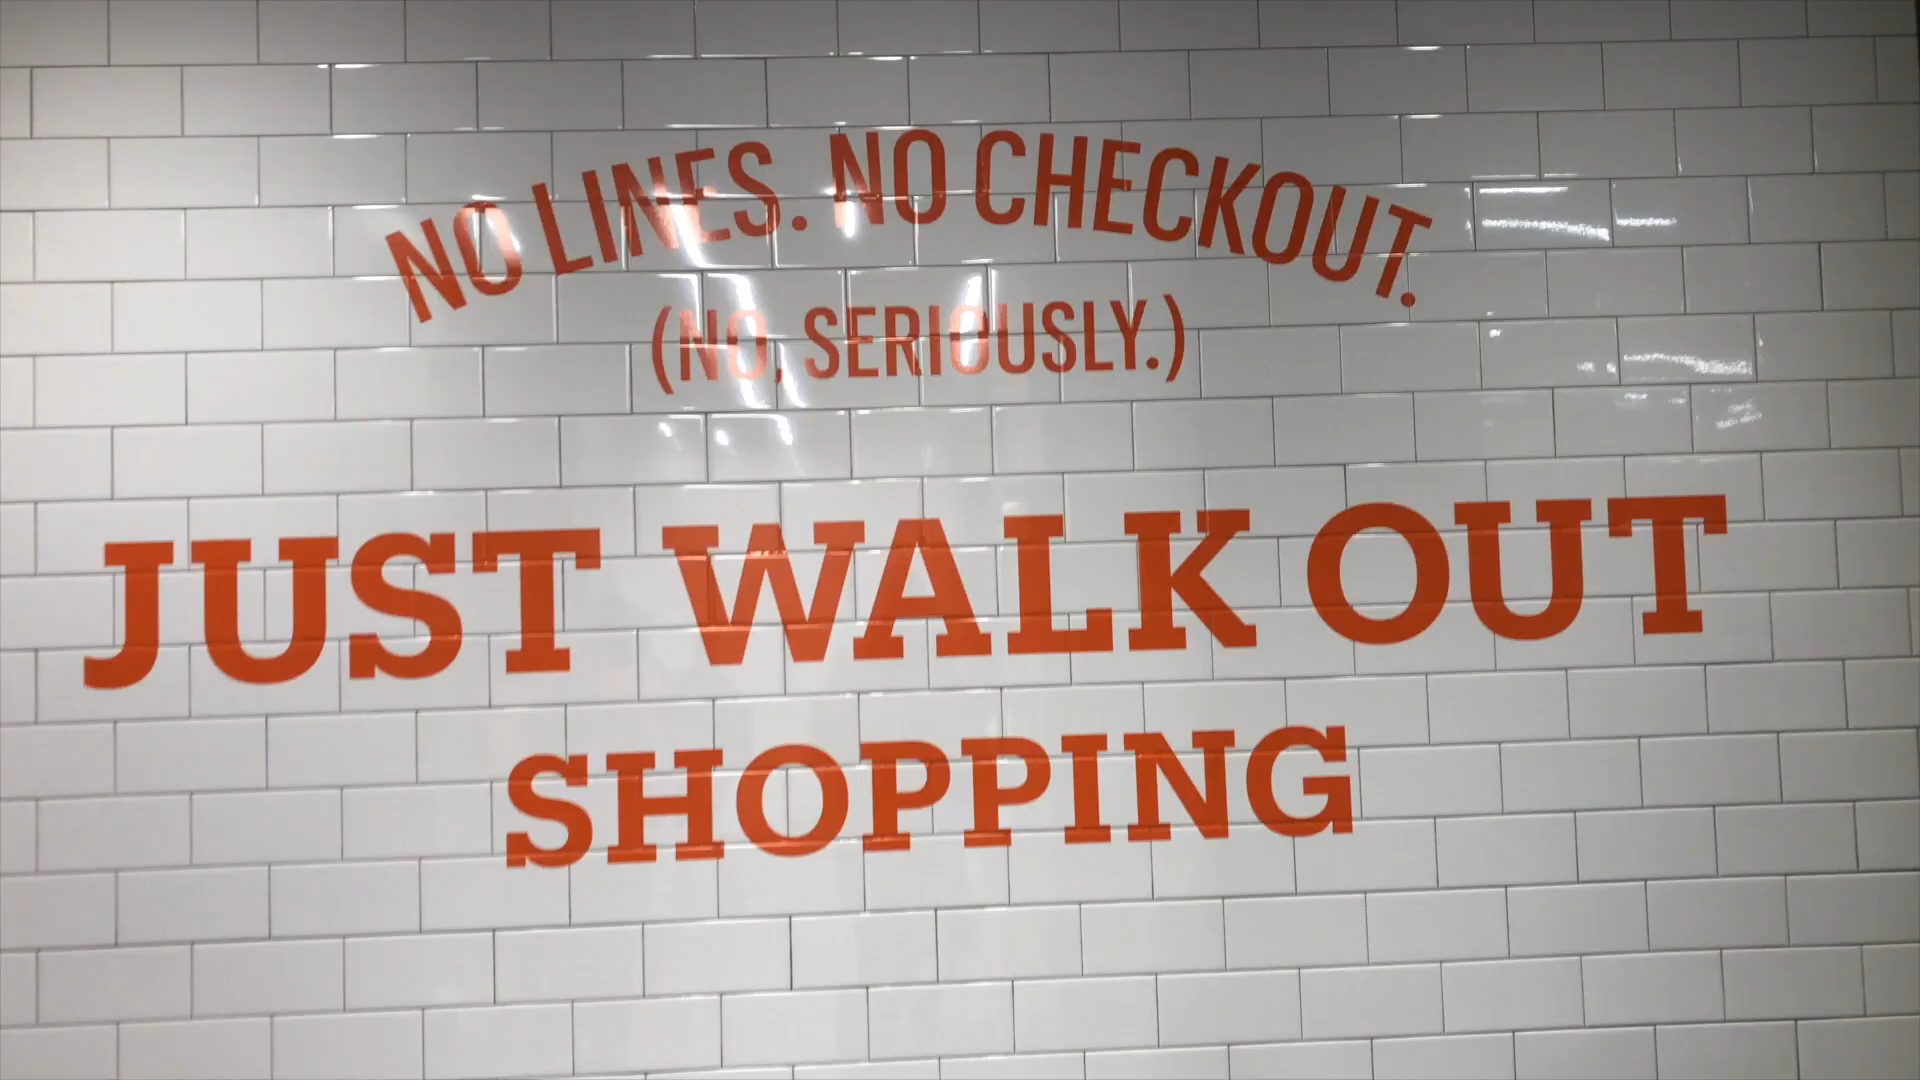 NO LINES. NO CHECKOUT.
(NO, SERIOUSLY.)
JUST WALK OUT
SHOPPING